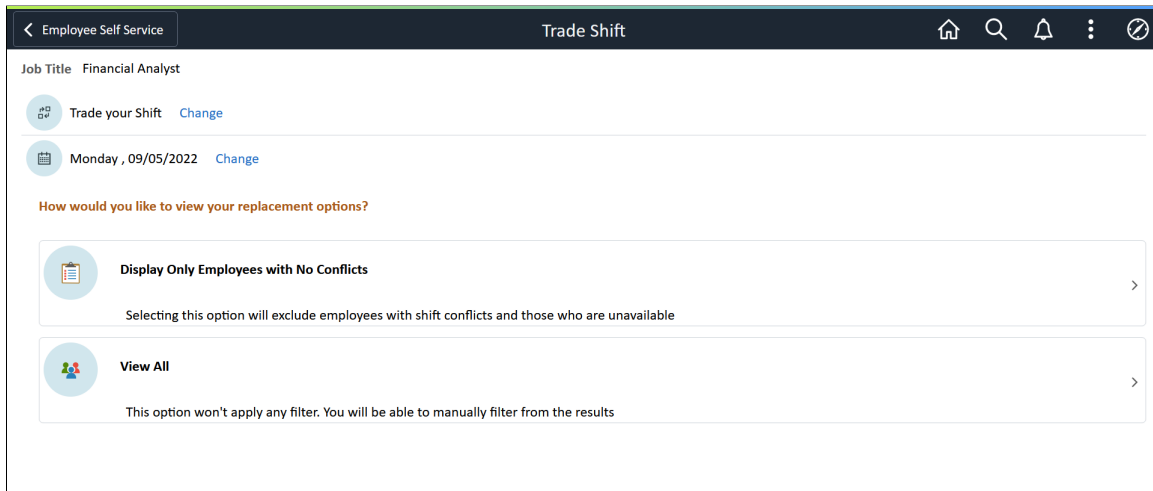 Employee Self Service
Trade Shift
Job Title Financial Analyst
Trade your Shift Change
Monday , 09/05/2022 Change
How would you like to view your replacement options?
Display Only Employees with No Conflicts
Selecting this option will exclude employees with shift conflicts and those who are unavailable
View All
This option won't apply any filter. You will be able to manually filter from the results